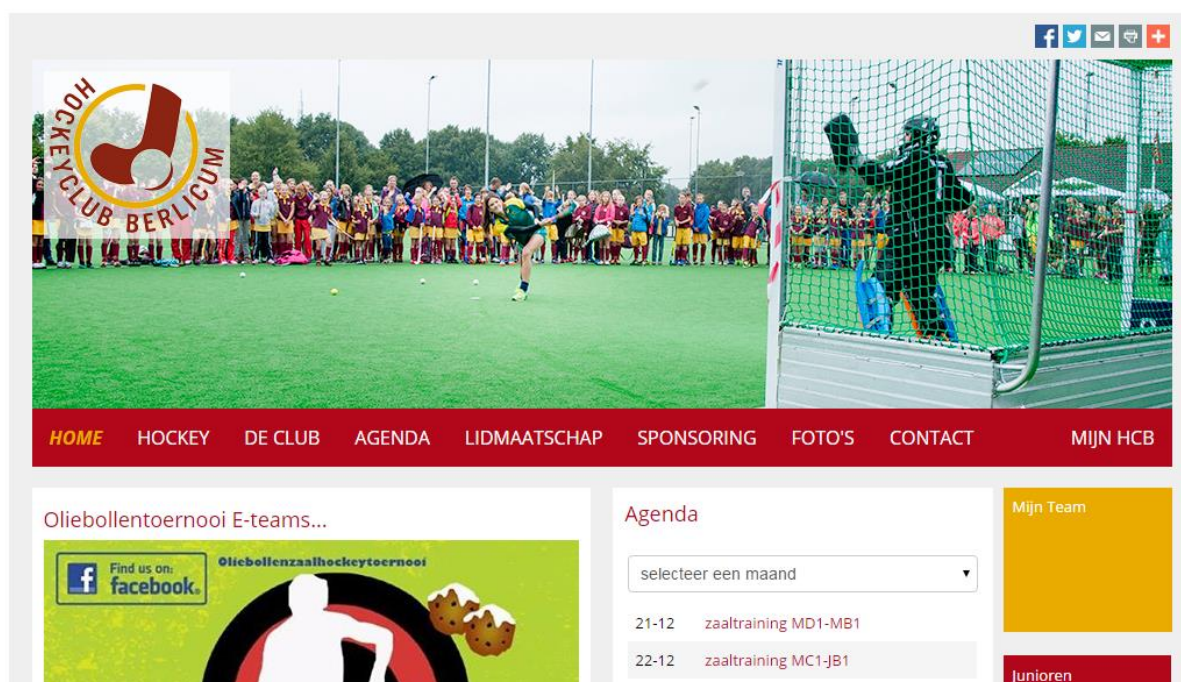 HOCKEYCLUB BERLICUM
HOME HOCKEY DE CLUB AGENDA LIDMAATSCHAP SPONSORING FOTO'S CONTACT MIJN HCB
Oliebollentoernooi E-teams...
Find us on:
facebook.
Oliebollenzaalhockeytoernooi
Agenda
selecteer een maand
21-12 zaaltraining MD1-MB1
22-12 zaaltraining MC1-JB1
Mijn Team
Junioren